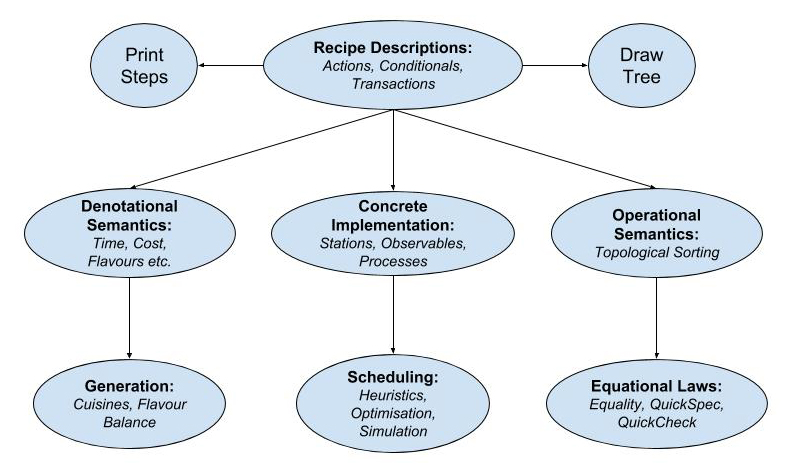 Print
Steps
Recipe Descriptions:
Actions, Conditionals,
Transactions
Draw
Tree
Denotational
Semantics:
Time, Cost,
Flavours etc.
Concrete
Implementation:
Stations, Observables,
Processes
Operational
Semantics:
Topological Sorting
Generation:
Cuisines, Flavour
Balance
Scheduling:
Heuristics,
Optimisation,
Simulation
Equational Laws:
Equality, QuickSpec,
QuickCheck